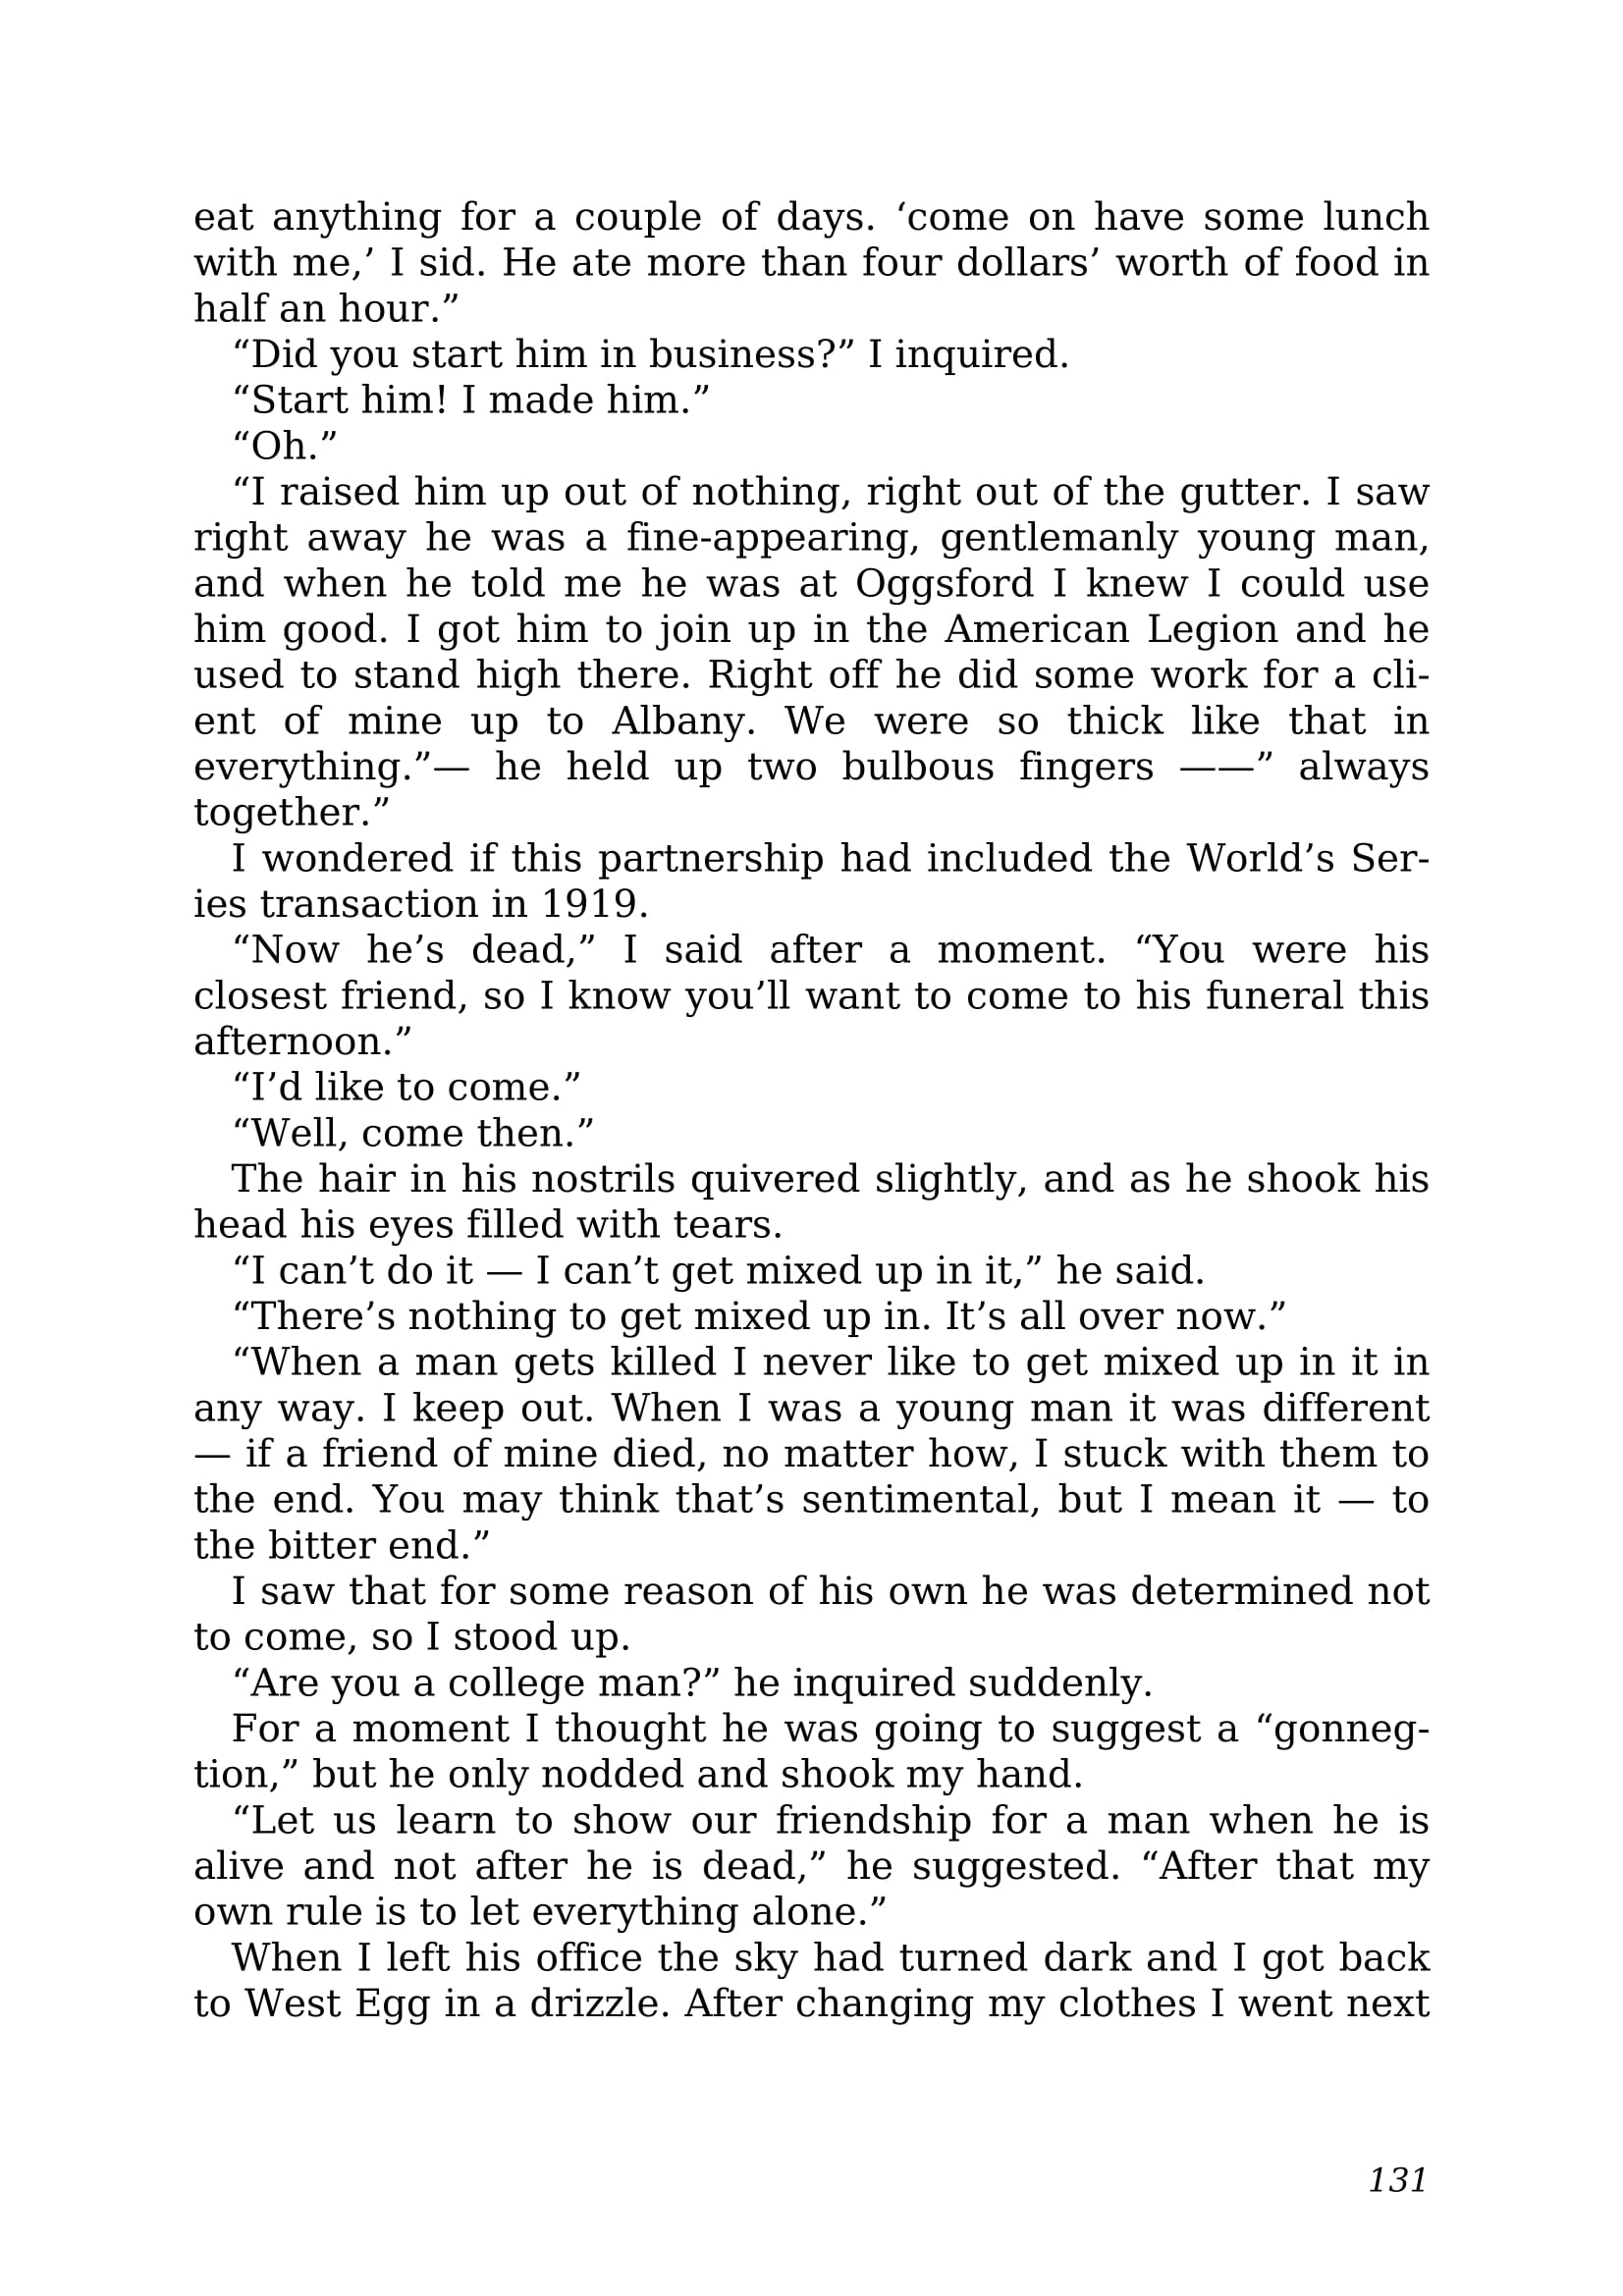 eat anything for a couple of days. ‘come on have some lunch
with me,’ I sid. He ate more than four dollars’ worth of food in
half an hour.”
“Did you start him in business?” I inquired.
“Start him! I made him.”
“Oh.”
“I raised him up out of nothing, right out of the gutter. I saw
right away he was a fine-appearing, gentlemanly young man,
and when he told me he was at Oggsford I knew I could use
him good. I got him to join up in the American Legion and he
used to stand high there. Right off he did some work for a cli-
ent of mine up to Albany. We were so thick like that in
everything.”— he held up two bulbous fingers ——” always
together.”
I wondered if this partnership had included the World’s Ser-
ies transaction in 1919.
“Now he’s dead,” I said after a moment. “You were his
closest friend, so I know you’ll want to come to his funeral this
afternoon.”
“I’d like to come.”
“Well, come then.”
The hair in his nostrils quivered slightly, and as he shook his
head his eyes filled with tears.
“I can’t do it — I can’t get mixed up in it,” he said.
“There’s nothing to get mixed up in. It’s all over now.”
“When a man gets killed I never like to get mixed up in it in
any way. I keep out. When I was a young man it was different
— if a friend of mine died, no matter how, I stuck with them to
the end. You may think that’s sentimental, but I mean it — to
the bitter end.”
I saw that for some reason of his own he was determined not
to come, so I stood up.
“Are you a college man?” he inquired suddenly.
For a moment I thought he was going to suggest a “gonneg-
tion,” but he only nodded and shook my hand.
“Let us learn to show our friendship for a man when he is
alive and not after he is dead,” he suggested. “After that my
own rule is to let everything alone.”
When I left his office the sky had turned dark and I got back
to West Egg in a drizzle. After changing my clothes I went next
131